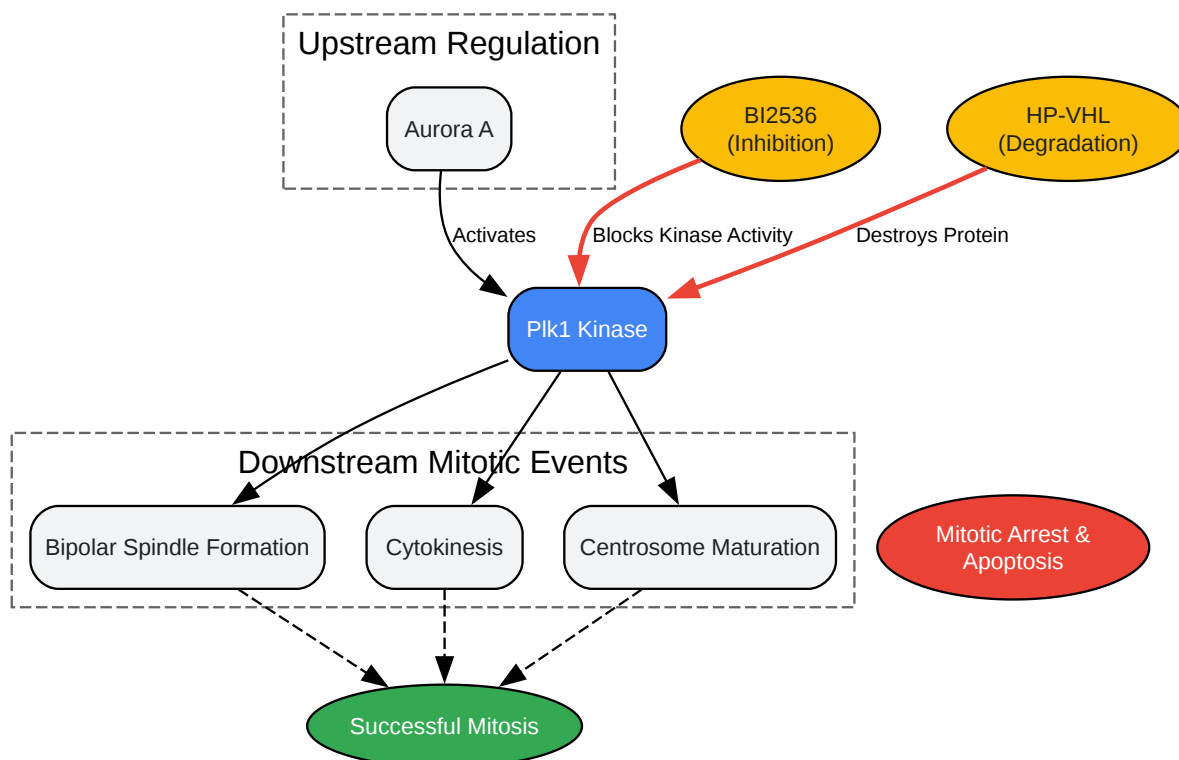 Upstream Regulation
Aurora A
BI2536
(Inhibition)
HP-VHL
(Degradation)
Activates
Blocks Kinase Activity
Destroys Protein
Plk1 Kinase
Downstream Mitotic Events
Bipolar Spindle Formation
Cytokinesis
Centrosome Maturation
Mitotic Arrest &
Apoptosis
Successful Mitosis